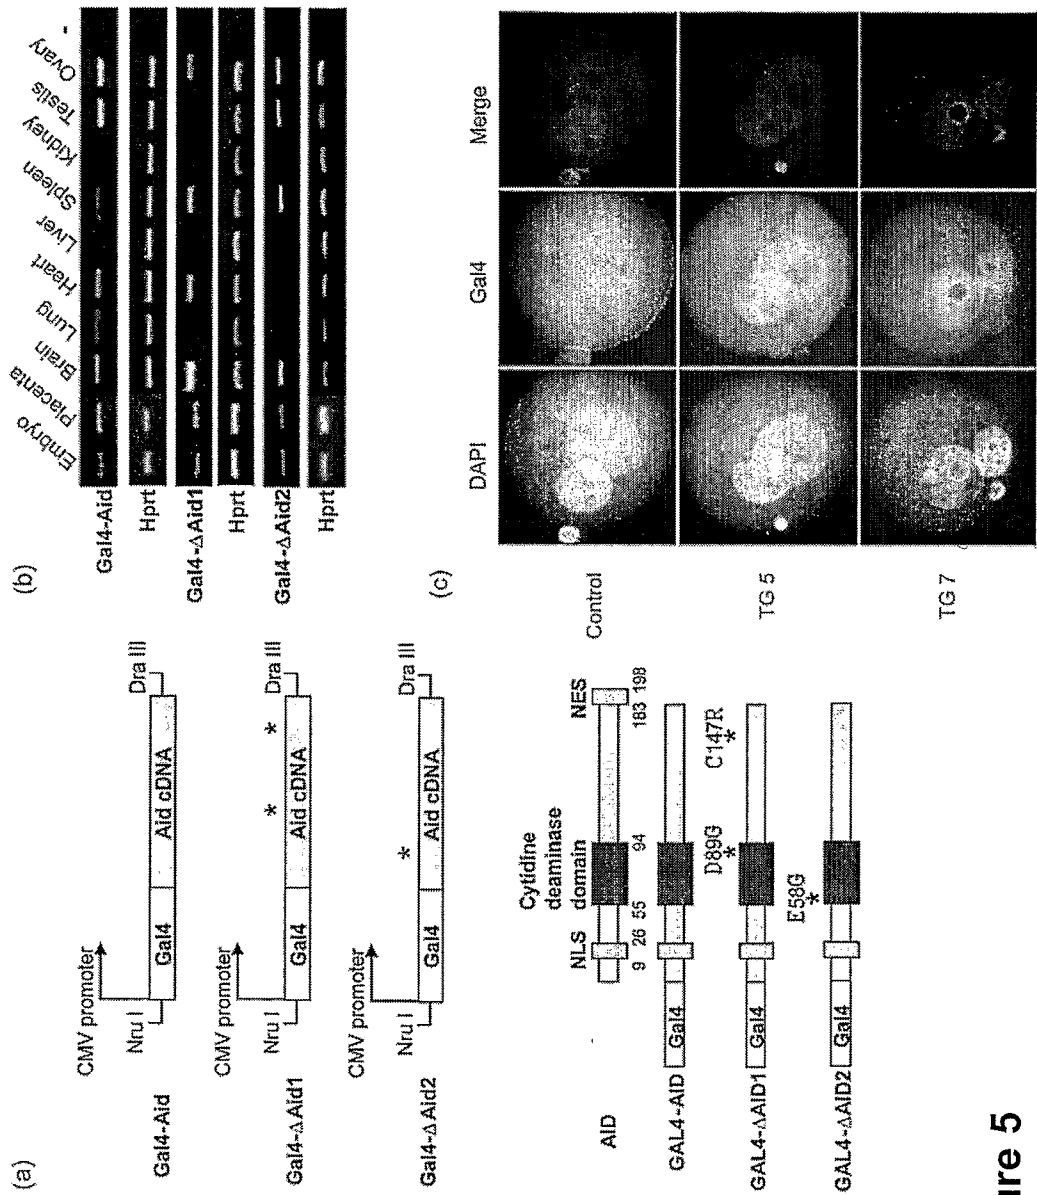 (a)
CMV promoter
Nru I
Dra III
Gal4-Aid
Gal4
Aid cDNA
CMV promoter
Nru I
Dra III
Gal4-ΔAid1
Gal4
Aid cDNA
*
*
CMV promoter
Nru I
Dra III
Gal4-ΔAid2
Gal4
Aid cDNA
*
Cytidine
deaminase
domain
NLS
NES
AID
9 26 55 94 183 198
GAL4-AID
Gal4
D89G
*
C147R
*
GAL4-ΔAID1
Gal4
E58G
*
GAL4-ΔAID2
Gal4
(b)
Embryo
Placenta
Brain
Lung
Heart
Liver
Spleen
Kidney
Testis
Ovary
-
Gal4-Aid
Hprt
Gal4-ΔAid1
Hprt
Gal4-ΔAid2
Hprt
(c)
DAPI
Gal4
Merge
Control
TG 5
TG 7
ure 5